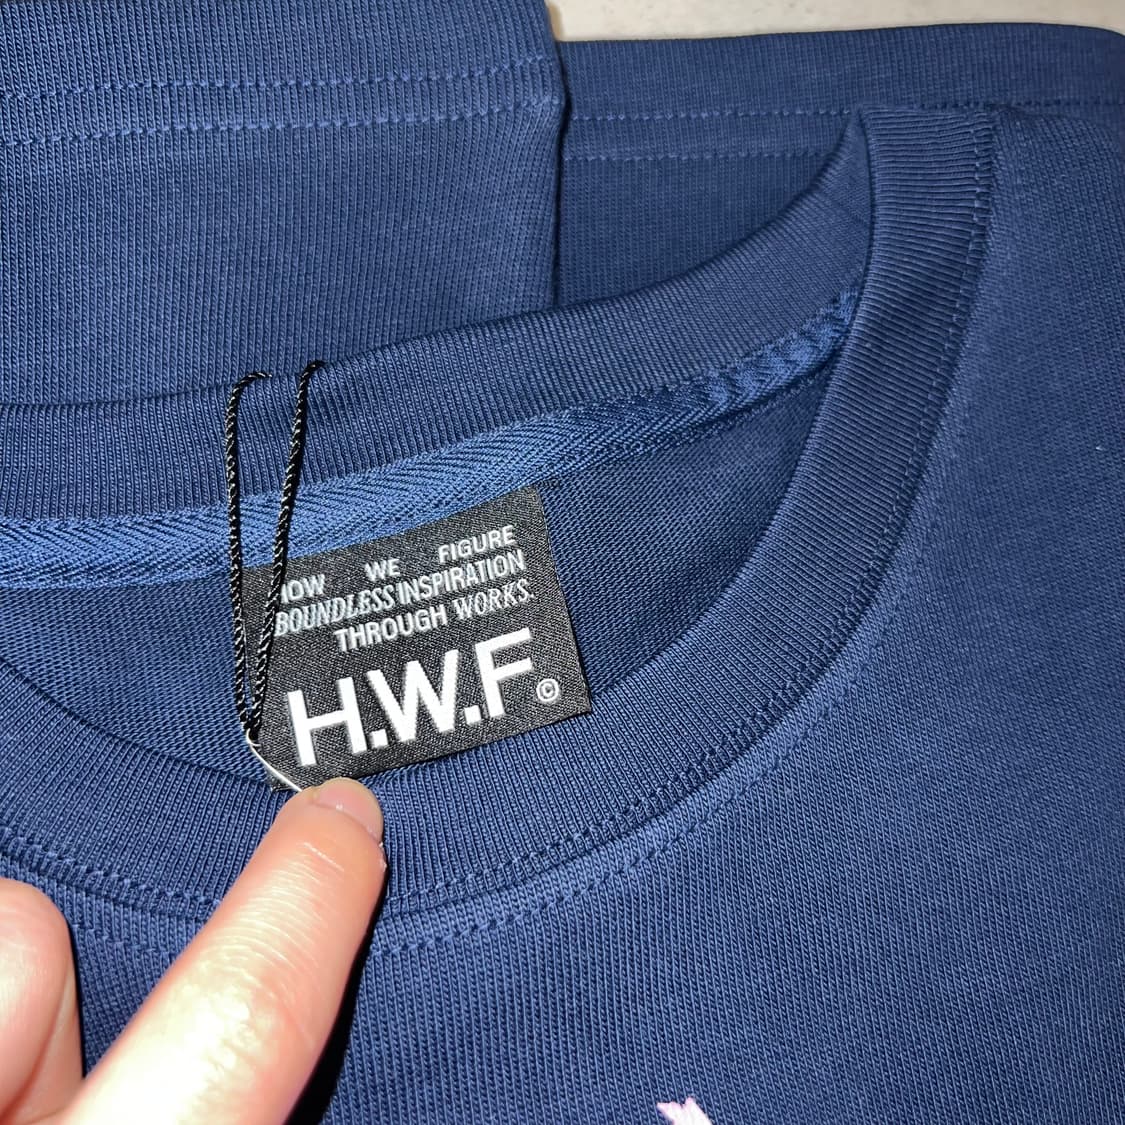 HOW WE FIGURE
BOUNDLESS INSPIRATION
THROUGH WORKS.
H.W.F ©